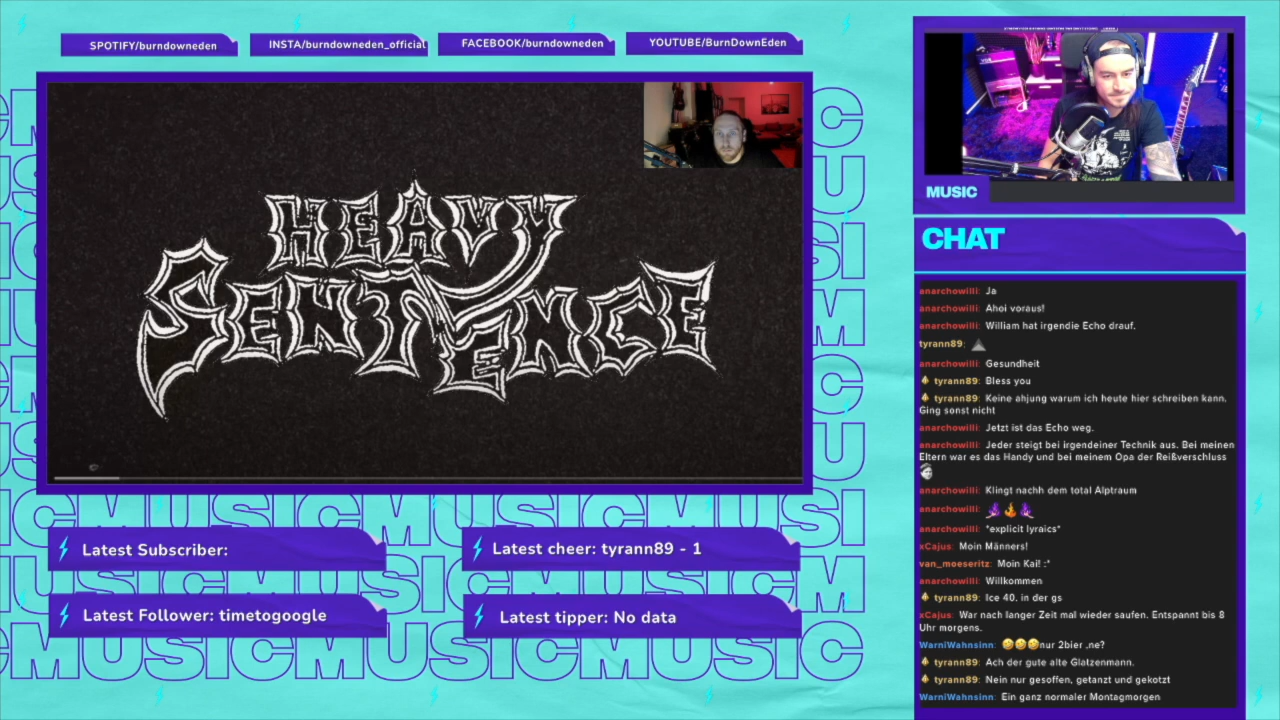 SPOTIFY/burndowneden
INSTA/burndowneden_official
FACEBOOK/burndowneden
YOUTUBE/BurnDownEden
HEAVY
SENTENCE
MUSIC
CHAT
anarchowilli: Ja
anarchowilli: Ahoi voraus!
anarchowilli: William hat irgendie Echo drauf.
tyrann89:
anarchowilli: Gesundheit
tyrann89: Bless you
tyrann89: Keine ahjung warum ich heute hier schreiben kann.
Ging sonst nicht
anarchowilli: Jetzt ist das Echo weg.
anarchowilli: Jeder steigt bei irgendeiner Technik aus. Bei meinen
Eltern war es das Handy und bei meinem Opa der Reißverschluss
anarchowilli: Klingt nachh dem total Alptraum
anarchowilli:
anarchowilli: *explicit lyraics*
xCajus: Moin Männers!
van_moeseritz: Moin Kai! :*
anarchowilli: Willkommen
tyrann89: Ice 40. in der gs
xCajus: War nach langer Zeit mal wieder saufen. Entspannt bis 8
Uhr morgens.
WarniWahnsinn: nur 2bier ,ne?
tyrann89: Ach der gute alte Glatzenmann.
tyrann89: Nein nur gesoffen, getanzt und gekotzt
WarniWahnsinn: Ein ganz normaler Montagmorgen
Latest Subscriber:
Latest cheer: tyrann89 - 1
Latest Follower: timetogoogle
Latest tipper: No data
MUSICMUSICMUSICMUSI
MUSICMUSICMUSICM
MUSICMUSICMUSICMUSIC